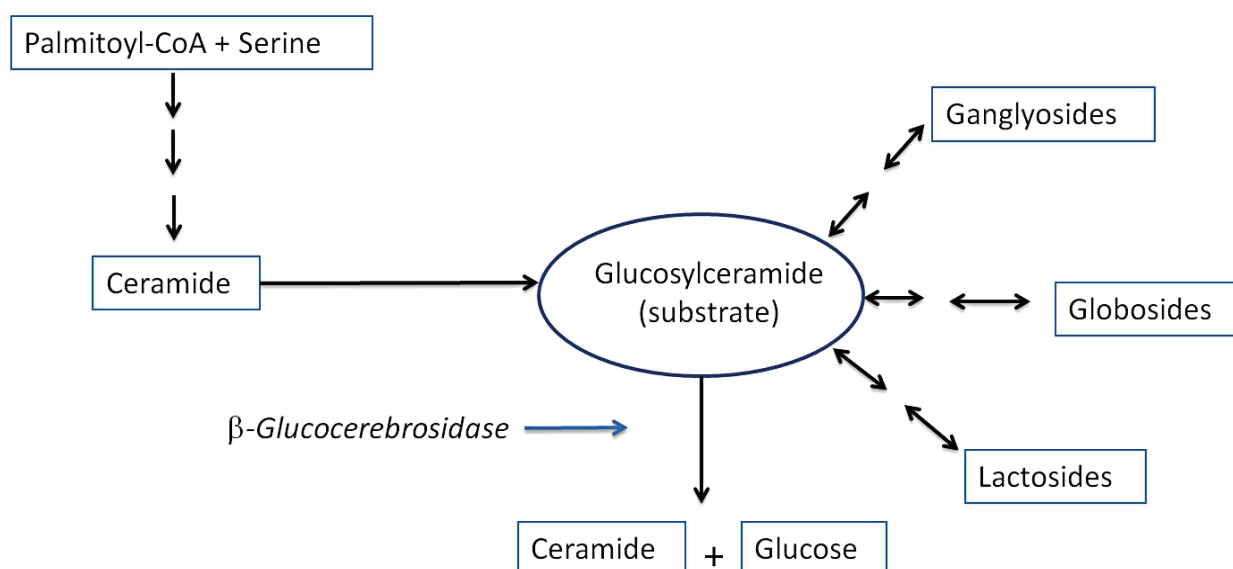 Palmitoyl-CoA + Serine
Ganglyosides
Ceramide
Glucosylceramide
(substrate)
Globosides
β-Glucocerebrosidase
Lactosides
Ceramide + Glucose